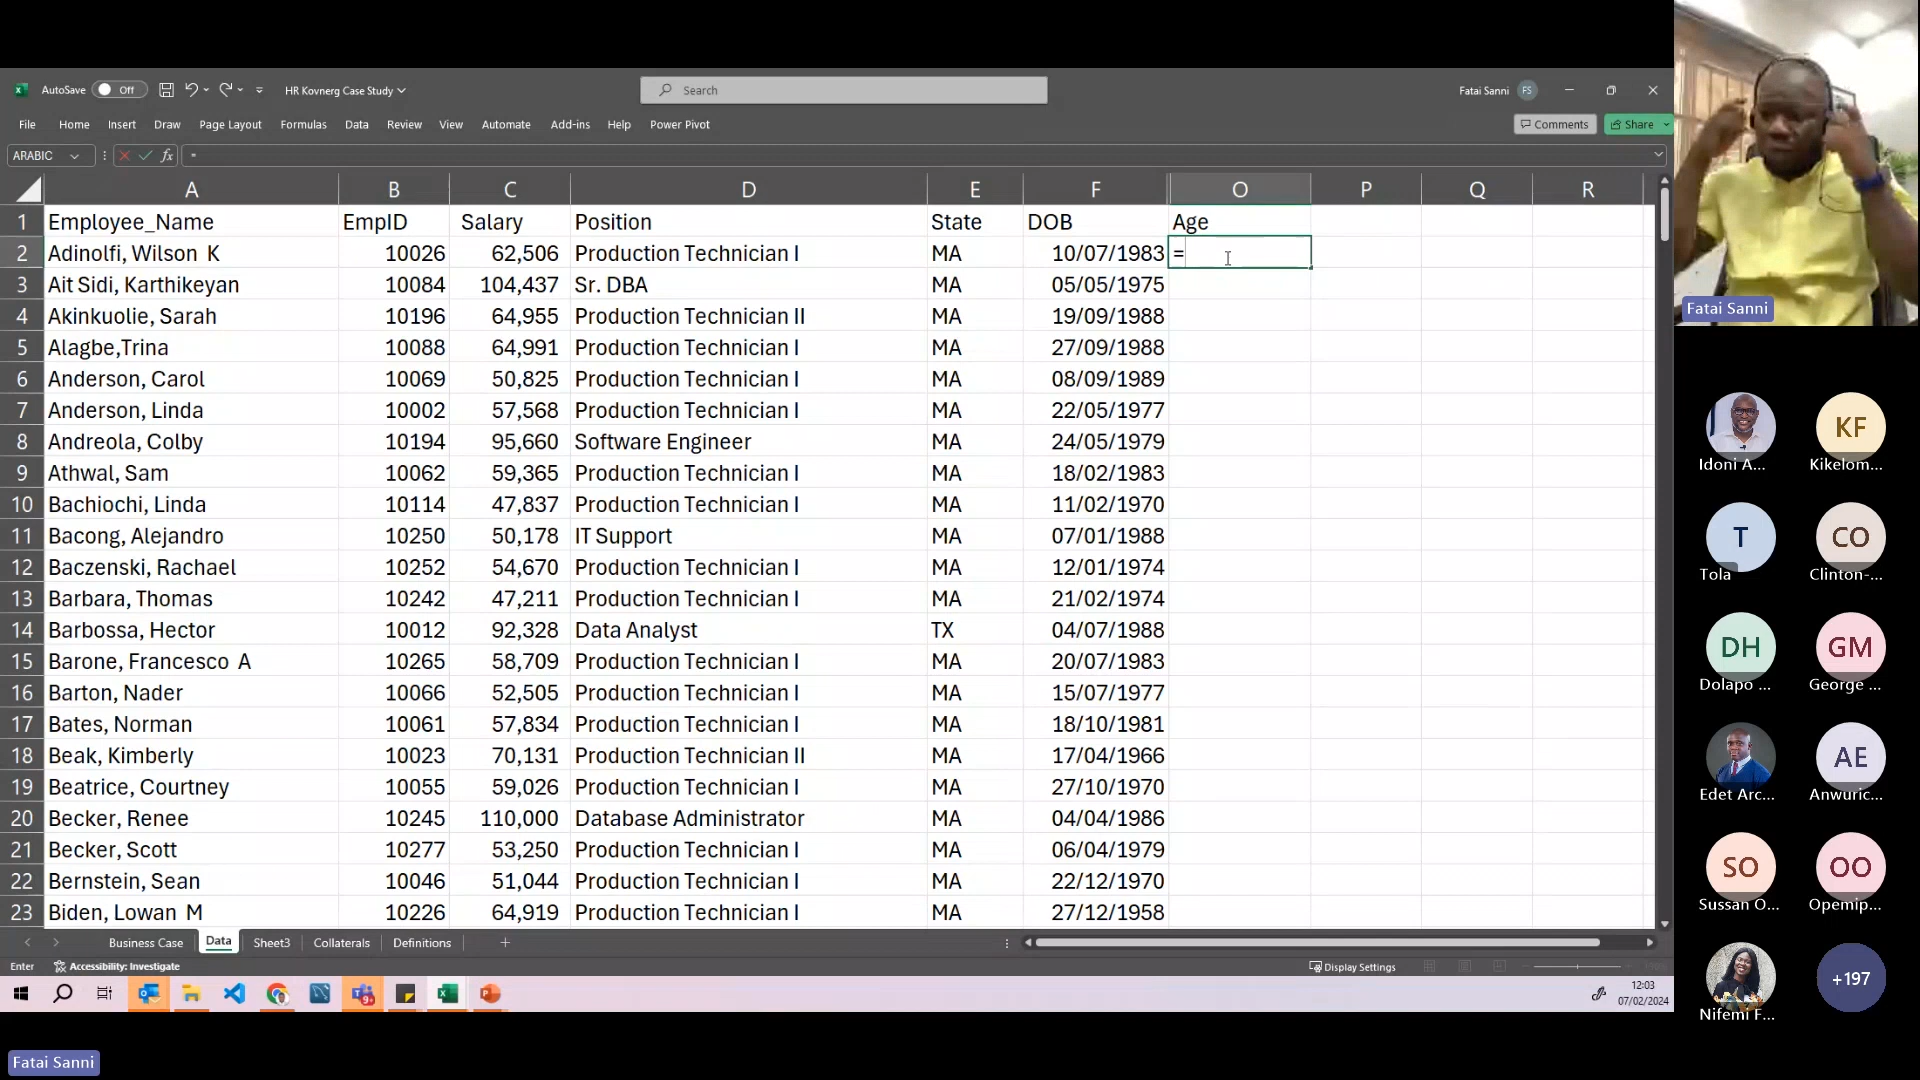 AutoSave Off HR Kovnerg Case Study Search Fatai Sanni FS
File Home Insert Draw Page Layout Formulas Data Review View Automate Add-ins Help Power Pivot Comments Share
ARABIC fx =
A B C D E F O P Q R
1 Employee_Name EmpID Salary Position State DOB Age
2 Adinolfi, Wilson K 10026 62,506 Production Technician I MA 10/07/1983 =
3 Ait Sidi, Karthikeyan 10084 104,437 Sr. DBA MA 05/05/1975
4 Akinkuolie, Sarah 10196 64,955 Production Technician II MA 19/09/1988
5 Alagbe,Trina 10088 64,991 Production Technician I MA 27/09/1988
6 Anderson, Carol 10069 50,825 Production Technician I MA 08/09/1989
7 Anderson, Linda 10002 57,568 Production Technician I MA 22/05/1977
8 Andreola, Colby 10194 95,660 Software Engineer MA 24/05/1979
9 Athwal, Sam 10062 59,365 Production Technician I MA 18/02/1983
10 Bachiochi, Linda 10114 47,837 Production Technician I MA 11/02/1970
11 Bacong, Alejandro 10250 50,178 IT Support MA 07/01/1988
12 Baczenski, Rachael 10252 54,670 Production Technician I MA 12/01/1974
13 Barbara, Thomas 10242 47,211 Production Technician I MA 21/02/1974
14 Barbossa, Hector 10012 92,328 Data Analyst TX 04/07/1988
15 Barone, Francesco A 10265 58,709 Production Technician I MA 20/07/1983
16 Barton, Nader 10066 52,505 Production Technician I MA 15/07/1977
17 Bates, Norman 10061 57,834 Production Technician I MA 18/10/1981
18 Beak, Kimberly 10023 70,131 Production Technician II MA 17/04/1966
19 Beatrice, Courtney 10055 59,026 Production Technician I MA 27/10/1970
20 Becker, Renee 10245 110,000 Database Administrator MA 04/04/1986
21 Becker, Scott 10277 53,250 Production Technician I MA 06/04/1979
22 Bernstein, Sean 10046 51,044 Production Technician I MA 22/12/1970
23 Biden, Lowan M 10226 64,919 Production Technician I MA 27/12/1958
Business Case Data Sheet3 Collaterals Definitions
Enter Accessibility: Investigate Display Settings
12:03
07/02/2024
Fatai Sanni
Fatai Sanni
KF
Idoni A... Kikelom...
T CO
Tola Clinton-...
DH GM
Dolapo ... George ...
AE
Edet Arc... Anwuric...
SO OO
Sussan O... Opemip...
+197
Nifemi F...